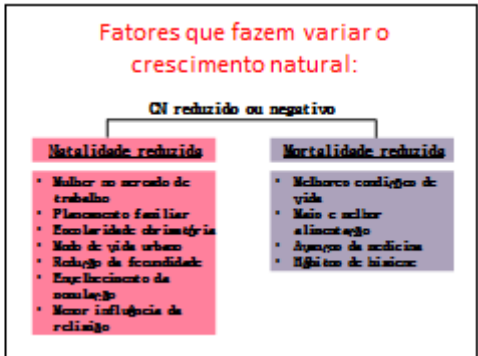 Fatores que fazem variar o
crescimento natural:
CN reduzido ou negativo
Natalidade reduzida
• Mulher no mercado de
trabalho
• Planeamento familiar
• Escolaridade obrigatória
• Modo de vida urbano
• Redução da fecundidade
• Envelhecimento da
população
• Menor influência da
religião
Mortalidade reduzida
• Melhores condições de
vida
• Mais e melhor
alimentação
• Avanços da medicina
• Hábitos de higiene